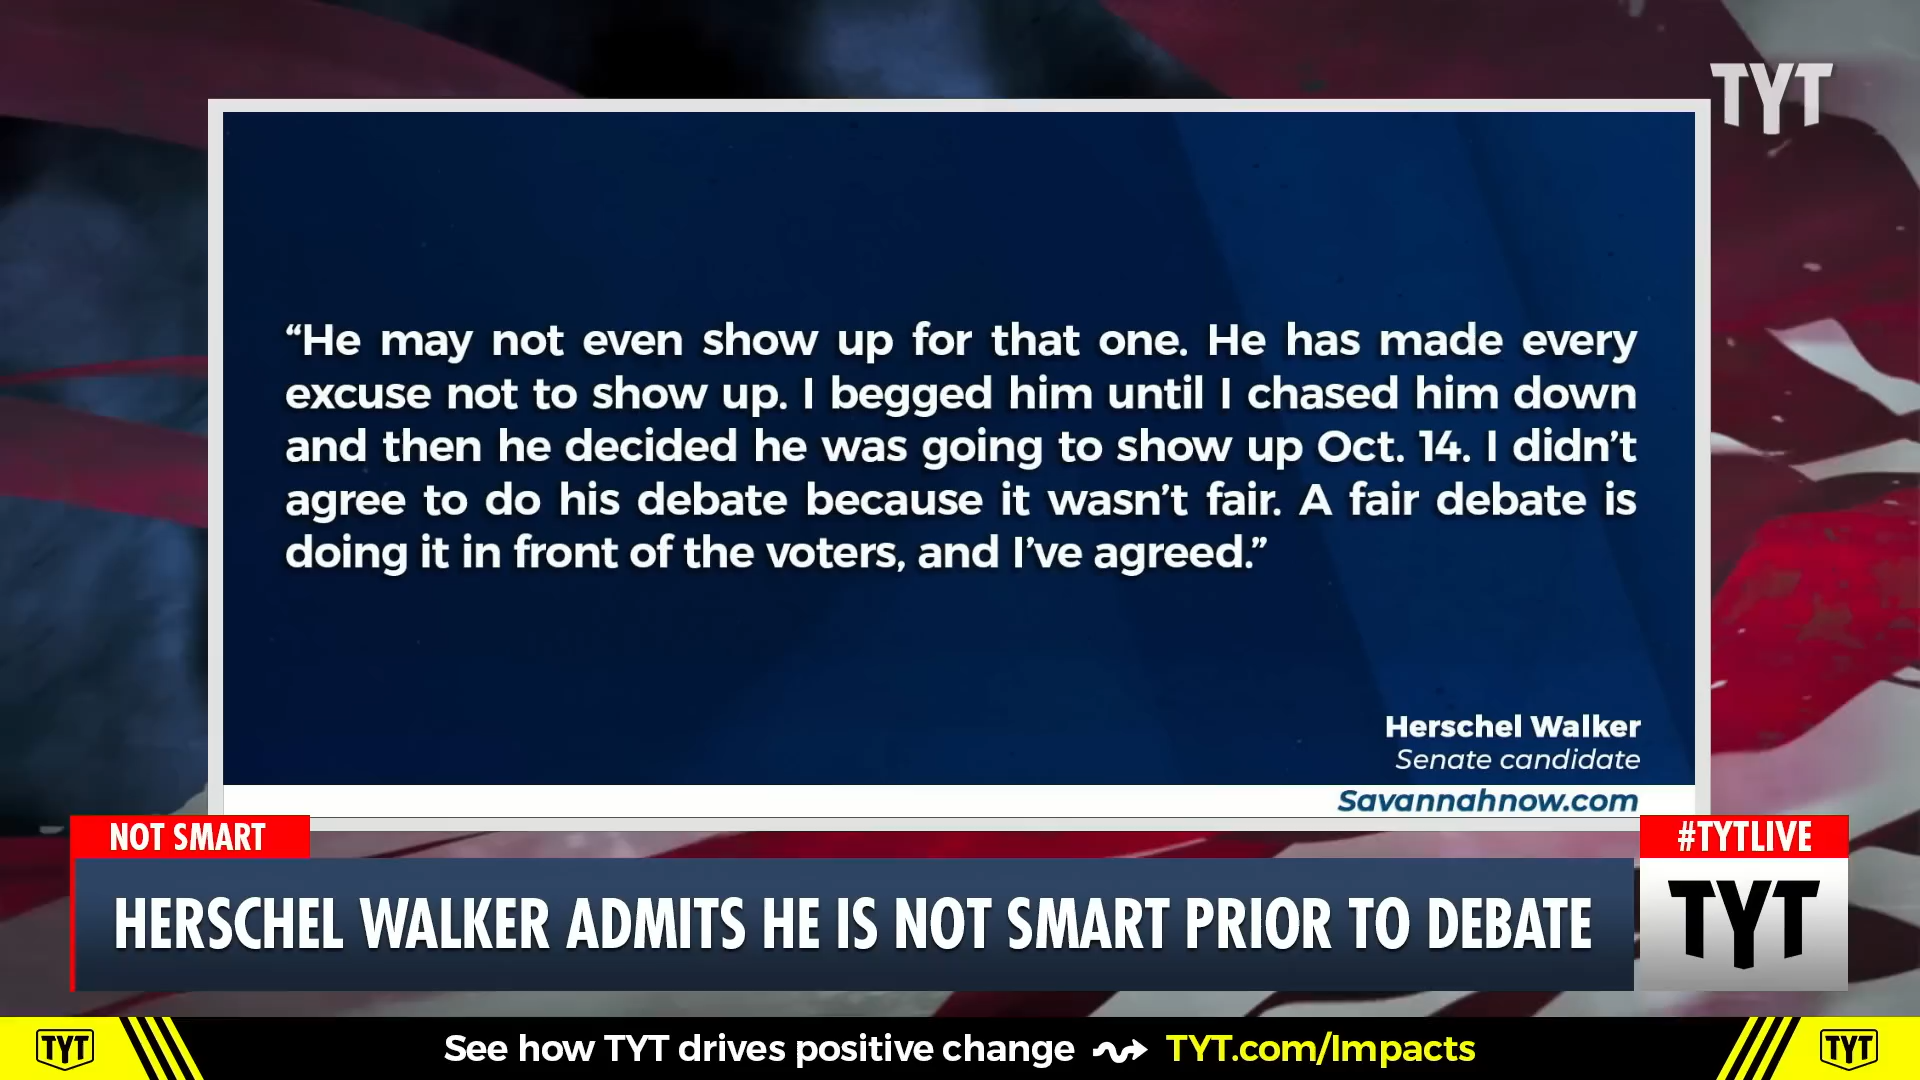 TYT
“He may not even show up for that one. He has made every
excuse not to show up. I begged him until I chased him down
and then he decided he was going to show up Oct. 14. I didn’t
agree to do his debate because it wasn’t fair. A fair debate is
doing it in front of the voters, and I’ve agreed.”
Herschel Walker
Senate candidate
Savannahnow.com
NOT SMART
#TYTLIVE
HERSCHEL WALKER ADMITS HE IS NOT SMART PRIOR TO DEBATE
TYT
TYT
See how TYT drives positive change
TYT.com/Impacts
TYT